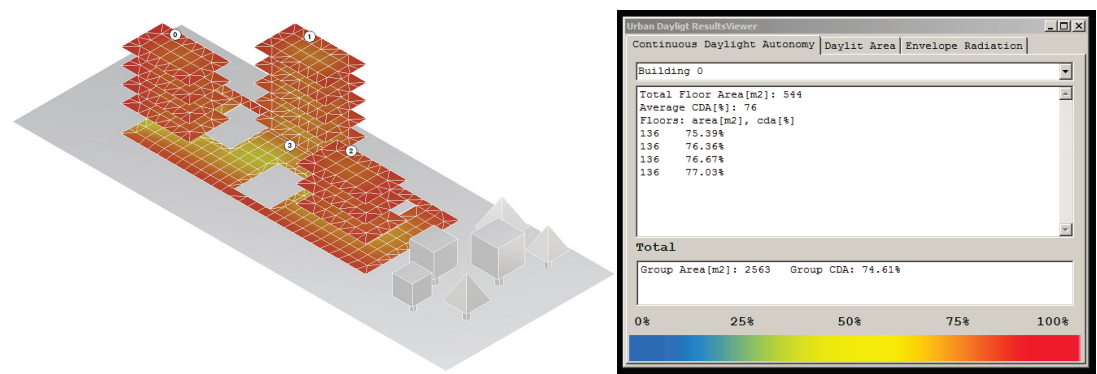 0
1
3
2
Urban Dayligt ResultsViewer
Continuous Daylight Autonomy Daylit Area Envelope Radiation
Building 0
Total Floor Area[m2]: 544
Average CDA[%]: 76
Floors: area[m2], cda[%]
136 75.39%
136 76.36%
136 76.67%
136 77.03%
Total
Group Area[m2]: 2563 Group CDA: 74.61%
0% 25% 50% 75% 100%